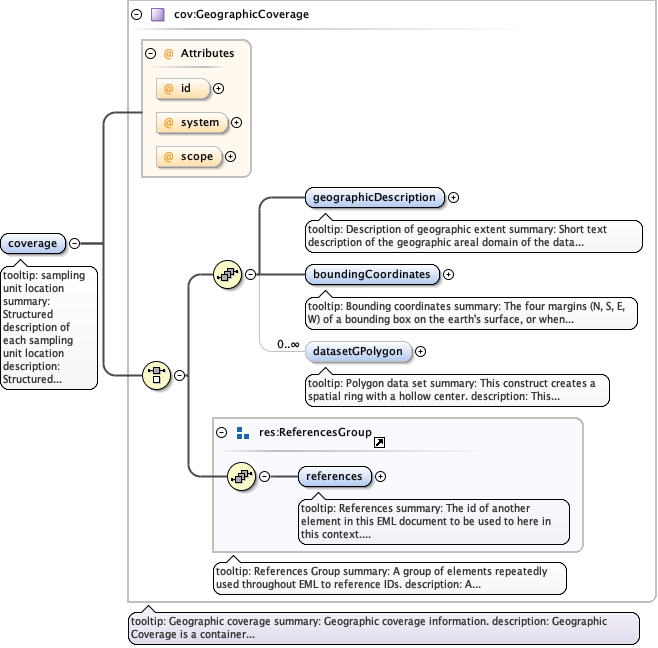 cov:GeographicCoverage
@ Attributes
@ id
@ system
@ scope
coverage
tooltip: sampling
unit location
summary:
Structured
description of
each sampling
unit location
description:
Structured...
geographicDescription
tooltip: Description of geographic extent summary: Short text
description of the geographic areal domain of the data...
boundingCoordinates
tooltip: Bounding coordinates summary: The four margins (N, S, E,
W) of a bounding box on the earth's surface, or when...
0..∞
datasetGPolygon
tooltip: Polygon data set summary: This construct creates a
spatial ring with a hollow center. description: This...
res:ReferencesGroup
references
tooltip: References summary: The id of another
element in this EML document to be used to here in
this context....
tooltip: References Group summary: A group of elements repeatedly
used throughout EML to reference IDs. description: A...
tooltip: Geographic coverage summary: Geographic coverage information. description: Geographic
Coverage is a container...